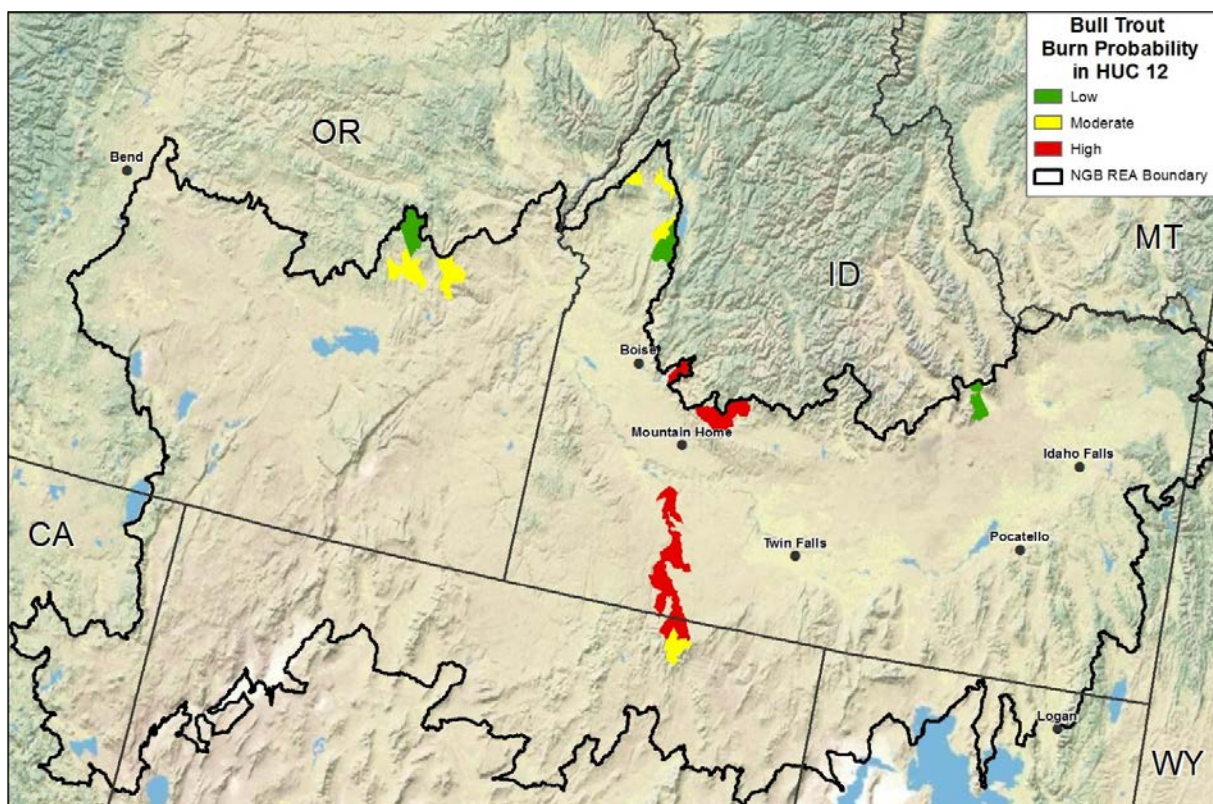 Bull Trout
Burn Probability
in HUC 12
Low
Moderate
High
NGB REA Boundary
OR
Bend
MT
ID
Boise
Mountain Home
Idaho Falls
CA
Twin Falls
Pocatello
Logan
WY